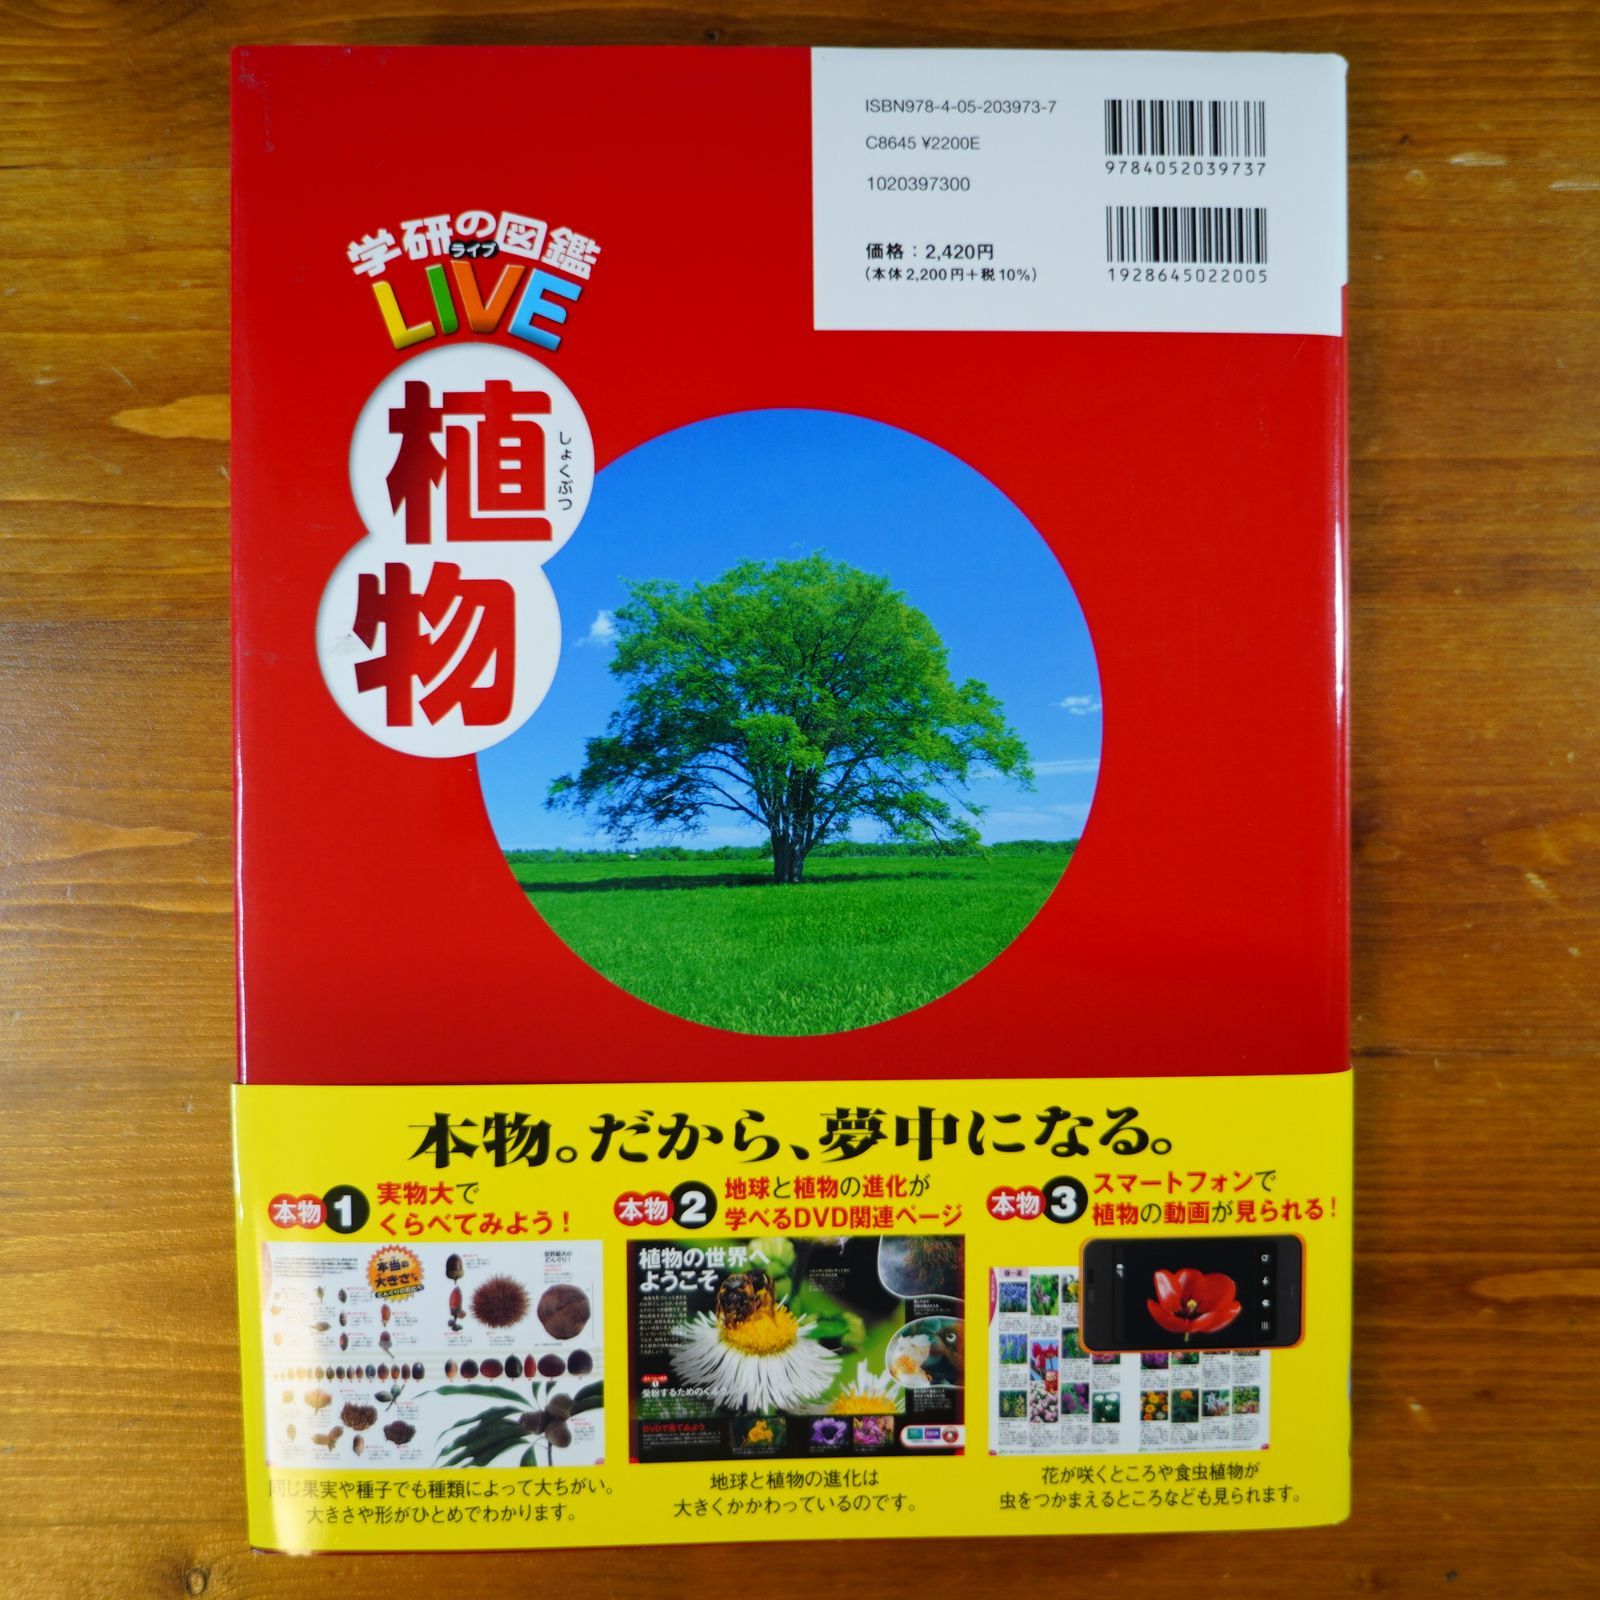 ISBN978-4-05-203973-7
C8645 ¥2200E
1020397300
価格：2,420円
（本体2,200円+税10%）
9784052039737
1928645022005
学研の図鑑
ライブ
LIVE
植物
しょくぶつ
本物。だから、夢中になる。
本物1 実物大で
くらべてみよう！
本当の
大きさ
同じ果実や種子でも種類によって大ちがい。
大きさや形がひとめでわかります。
本物2 地球と植物の進化が
学べるDVD関連ページ
植物の世界へ
ようこそ
DVDで見てみよう
地球と植物の進化は
大きくかかわっているのです。
本物3 スマートフォンで
植物の動画が見られる！
花が咲くところや食虫植物が
虫をつかまえるところなども見られます。